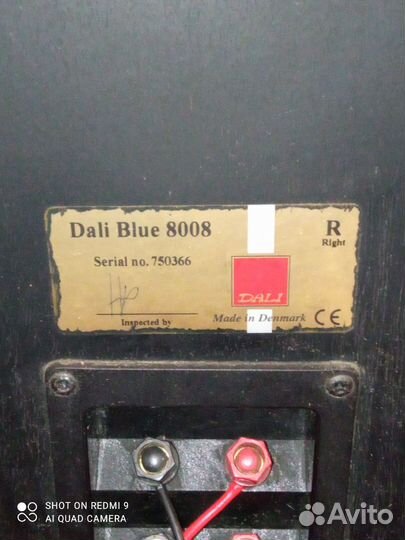 Dali Blue 8008
R
Right
Serial no. 750366
DALI
Inspected by
Made in Denmark CE
SHOT ON REDMI 9
AI QUAD CAMERA
Avito